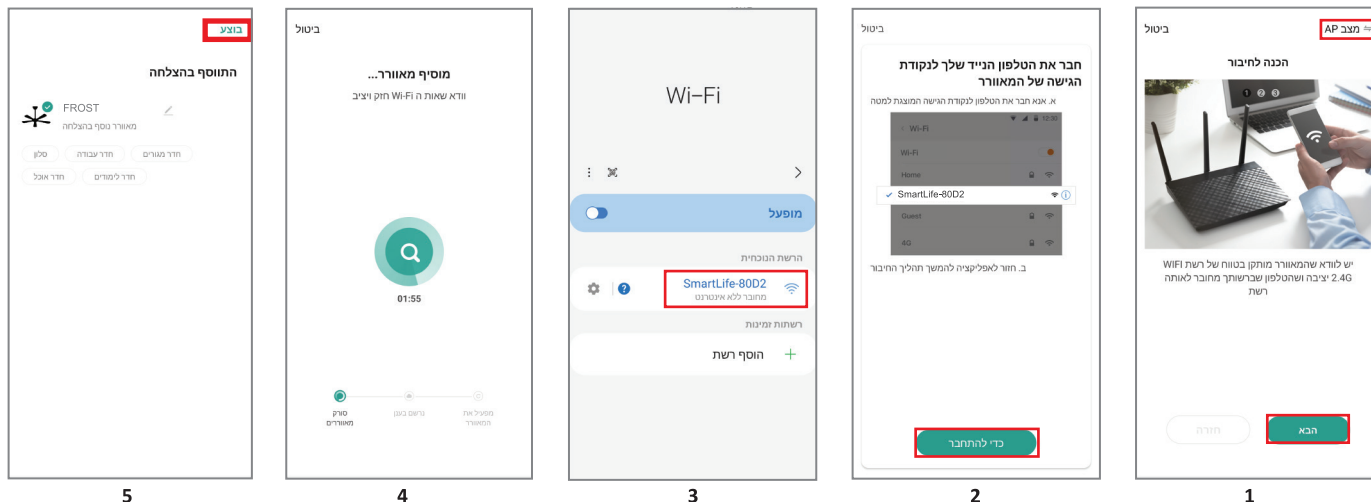 ביטול
מצב AP
הכנה לחיבור
יש לוודא שהמאוורר מותקן בטווח של רשת WIFI
2.4G יציבה ושהטלפון שברשותך מחובר לאותה
רשת
הבא
חזרה
1
ביטול
חבר את הטלפון הנייד שלך לנקודת
הגישה של המאוורר
א. אנא חבר את הטלפון לנקודת הגישה המוצגת למטה
12:30
Wi-Fi
Wi-Fi
Home
SmartLife-80D2
Guest
4G
ב. חזור לאפליקציה להמשך תהליך החיבור
כדי להתחבר
2
Wi-Fi
מופעל
הרשת הנוכחית
SmartLife-80D2
מחובר ללא אינטרנט
רשתות זמינות
הוסף רשת
3
ביטול
מוסיף מאוורר...
וודא שאות ה Wi-Fi חזק ויציב
01:55
סורק
מאווררים
נרשם בענן
מפעיל את
המאוורר
4
בוצע
התווסף בהצלחה
FROST
מאוורר נוסף בהצלחה
חדר מגורים
חדר עבודה
סלון
חדר לימודים
חדר אוכל
5